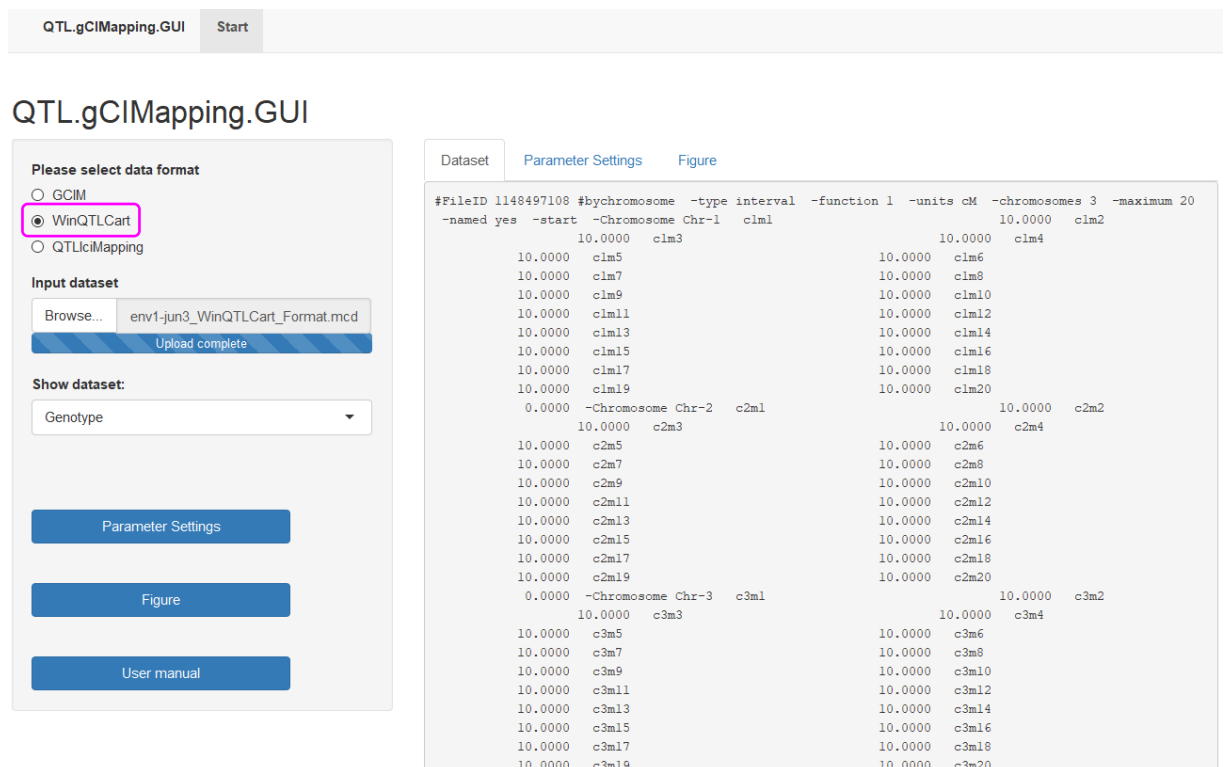 QTL.gCIMapping.GUI Start
QTL.gCIMapping.GUI
Please select data format
GCIM
WinQTLCart
QTLIciMapping
Input dataset
Browse... env1-jun3_WinQTLCart_Format.mcd
Upload complete
Show dataset:
Genotype
Parameter Settings
Figure
User manual
Dataset Parameter Settings Figure
#FileID 1148497108 #bychromosome -type interval -function 1 -units cM -chromosomes 3 -maximum 20
-named yes -start -Chromosome Chr-1 c1m1 10.0000 c1m2
10.0000 c1m3 10.0000 c1m4
10.0000 c1m5 10.0000 c1m6
10.0000 c1m7 10.0000 c1m8
10.0000 c1m9 10.0000 c1m10
10.0000 c1m11 10.0000 c1m12
10.0000 c1m13 10.0000 c1m14
10.0000 c1m15 10.0000 c1m16
10.0000 c1m17 10.0000 c1m18
10.0000 c1m19 10.0000 c1m20
0.0000 -Chromosome Chr-2 c2m1 10.0000 c2m2
10.0000 c2m3 10.0000 c2m4
10.0000 c2m5 10.0000 c2m6
10.0000 c2m7 10.0000 c2m8
10.0000 c2m9 10.0000 c2m10
10.0000 c2m11 10.0000 c2m12
10.0000 c2m13 10.0000 c2m14
10.0000 c2m15 10.0000 c2m16
10.0000 c2m17 10.0000 c2m18
10.0000 c2m19 10.0000 c2m20
0.0000 -Chromosome Chr-3 c3m1 10.0000 c3m2
10.0000 c3m3 10.0000 c3m4
10.0000 c3m5 10.0000 c3m6
10.0000 c3m7 10.0000 c3m8
10.0000 c3m9 10.0000 c3m10
10.0000 c3m11 10.0000 c3m12
10.0000 c3m13 10.0000 c3m14
10.0000 c3m15 10.0000 c3m16
10.0000 c3m17 10.0000 c3m18
10.0000 c3m19 10.0000 c3m20